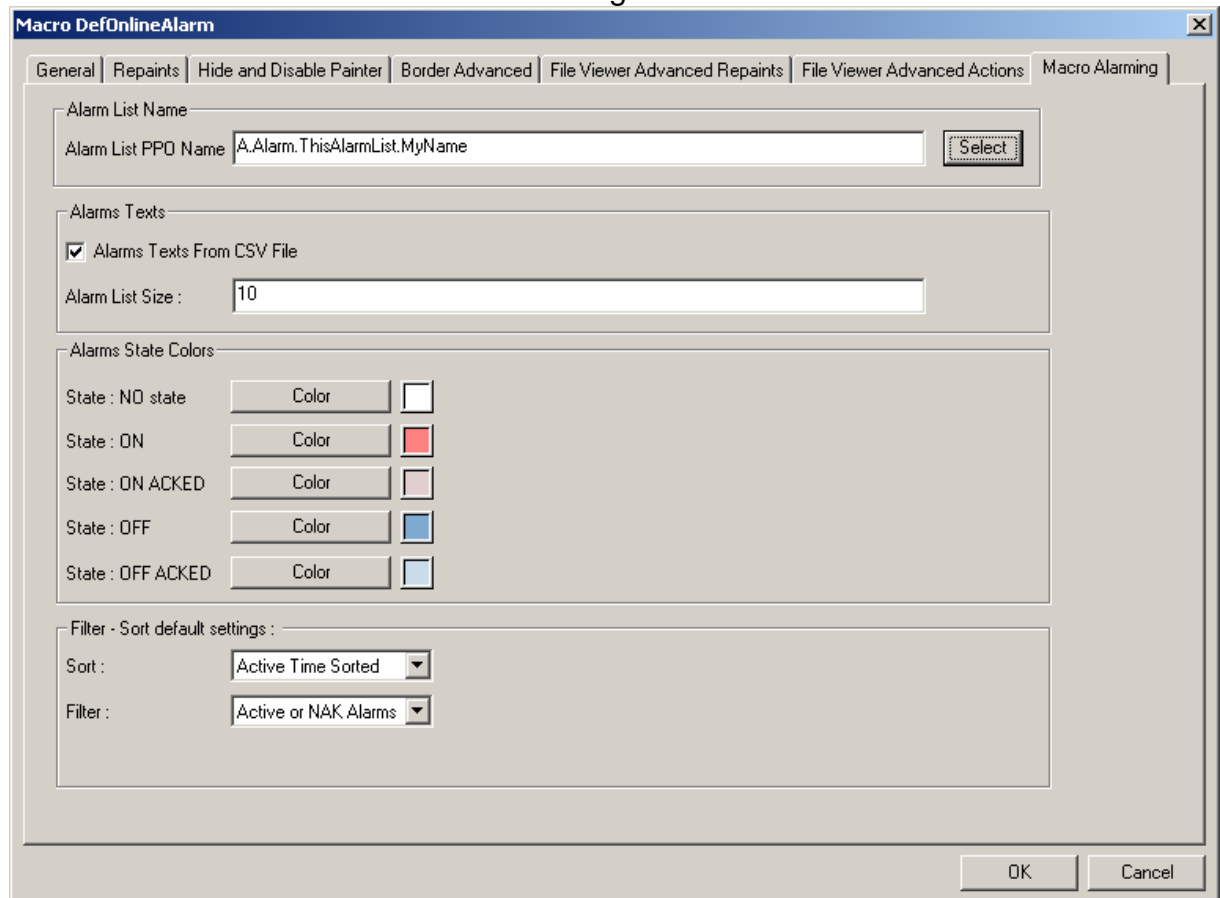 Macro DefOnlineAlarm
General Repaints Hide and Disable Painter Border Advanced File Viewer Advanced Repaints File Viewer Advanced Actions Macro Alarming
Alarm List Name
Alarm List PPO Name A.Alarm.ThisAlarmList.MyName Select
Alarms Texts
Alarms Texts From CSV File
Alarm List Size : 10
Alarms State Colors
State : NO state Color
State : ON Color
State : ON ACKED Color
State : OFF Color
State : OFF ACKED Color
Filter - Sort default settings :
Sort : Active Time Sorted
Filter : Active or NAK Alarms
OK Cancel